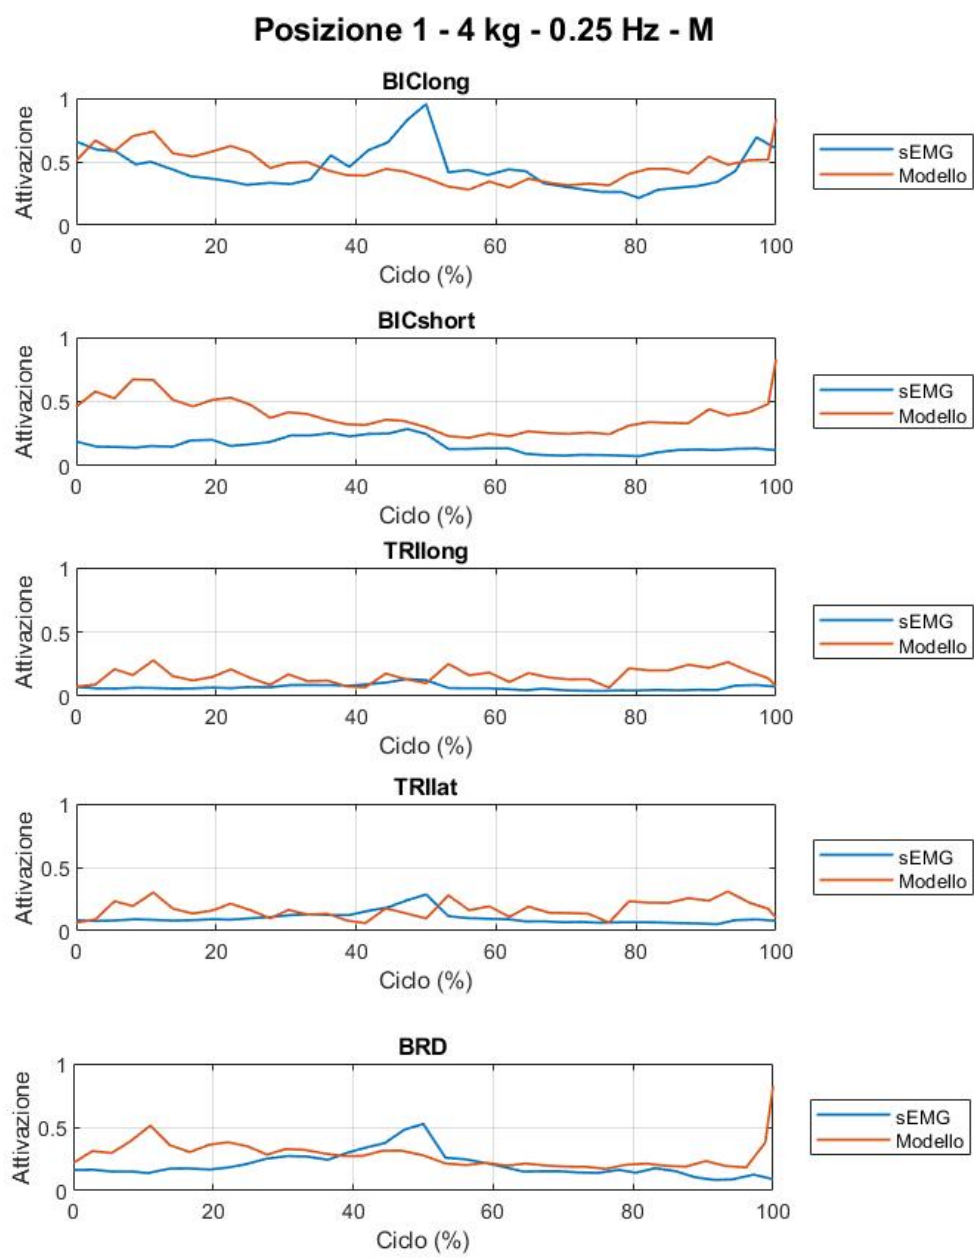 Posizione 1 - 4 kg - 0.25 Hz - M
BIClong
Attivazione
1
0.5
0
0 20 40 60 80 100
Ciclo (%)
sEMG
Modello
BICshort
Attivazione
1
0.5
0
0 20 40 60 80 100
Ciclo (%)
sEMG
Modello
TRIlong
Attivazione
1
0.5
0
0 20 40 60 80 100
Ciclo (%)
sEMG
Modello
TRIlat
Attivazione
1
0.5
0
0 20 40 60 80 100
Ciclo (%)
sEMG
Modello
BRD
Attivazione
1
0.5
0
0 20 40 60 80 100
Ciclo (%)
sEMG
Modello